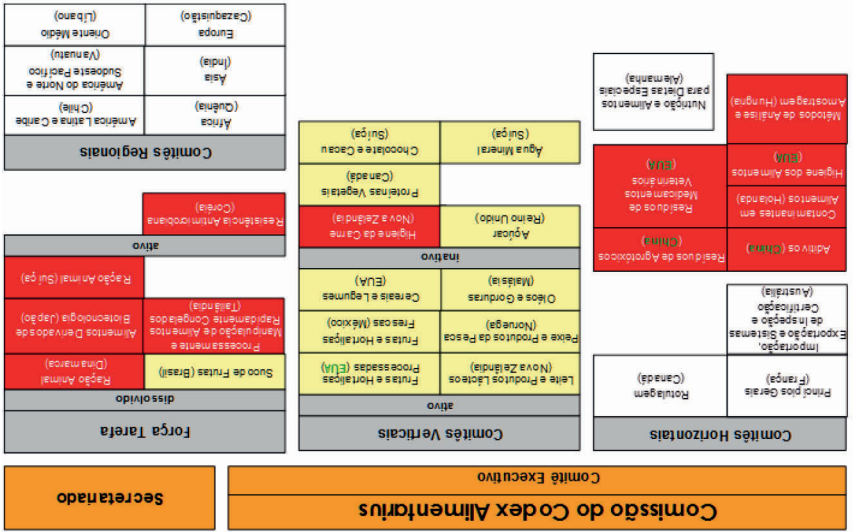 Comissão do Codex Alimentarius
Comitê Executivo
Secretariado
Comitês Horizontais
Princípios Gerais
(França)
Rotulagem
(Canadá)
Importação,
Exportação e Sistemas
de Inspeção e
Certificação
(Austrália)
Aditivos (China)
Resíduos de Agrotóxicos
(China)
Contaminantes em
Alimentos (Holanda)
Higiene dos Alimentos
(EUA)
Resíduos de
Medicamentos
Veterinários
(EUA)
Métodos de Análise e
Amostragem (Hungria)
Nutrição e Alimentos
para Dietas Especiais
(Alemanha)
Comitês Verticais
ativo
Leite e Produtos Lácteos
(Nova Zelândia)
Frutas e Hortaliças
Processadas (EUA)
Peixe e Produtos da Pesca
(Noruega)
Frutas e Hortaliças
Frescas (México)
Óleos Gorduras
(Malásia)
Cereais e Legumes
(EUA)
inativo
Açúcar
(Reino Unido)
Higiene da Carne
(Nova Zelândia)
Proteínas Vegetais
(Canadá)
Água Mineral
(Suíça)
Chocolate e Cacau
(Suíça)
Força Tarefa
dissolvido
Suco de Frutas (Brasil)
Ração Animal
(Dinamarca)
Processamente e
Manipulação de Alimentos
Rapidamente Congelados
(Tailândia)
Alimentos Derivados de
Biotecnologia (Japão)
Ração Animal (Suíça)
ativo
Resistência Antimicrobiana
(Coréia)
Comitês Regionais
África
(Quênia)
América Latina e Caribe
(Chile)
Ásia
(Índia)
América do Norte e
Sudoeste Pacífico
(Vanuatu)
Europa
(Cazaquistão)
Oriente Médio
(Líbano)